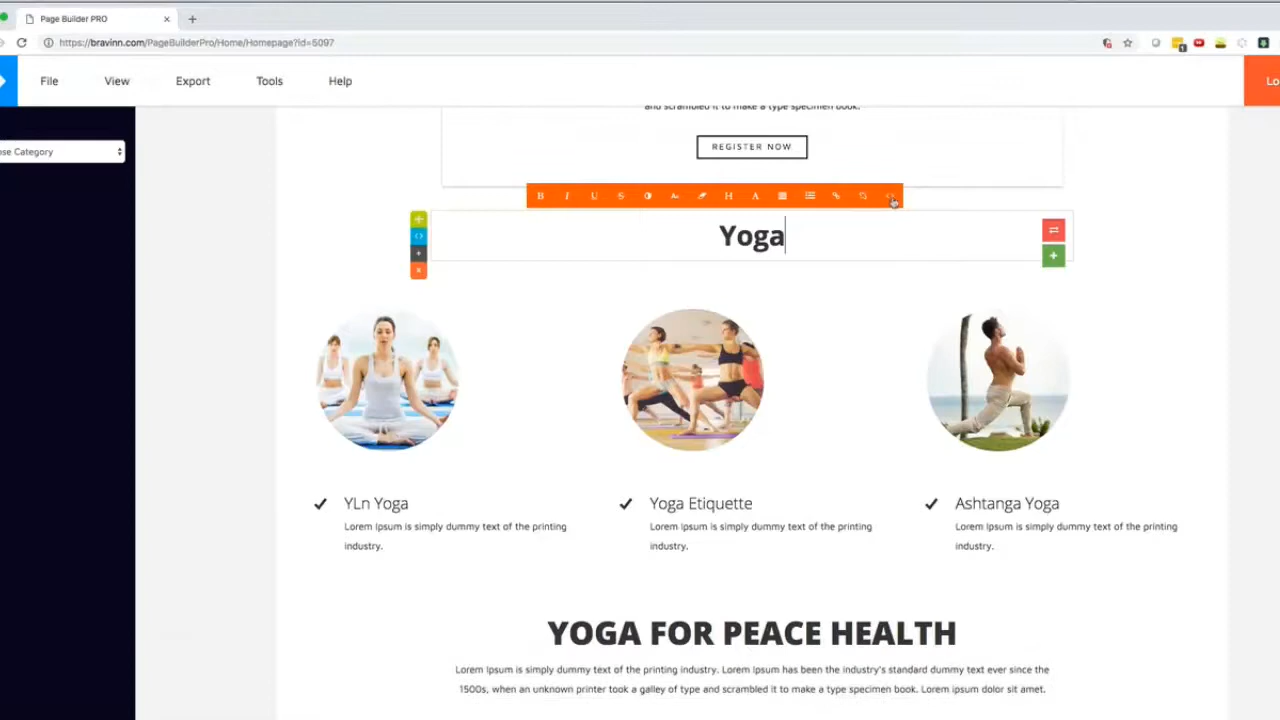 Page Builder PRO
https://bravinn.com/PageBuilderPro/Home/Homepage?id=5097
File View Export Tools Help Lo
se Category
and scrambled it to make a type specimen book.
REGISTER NOW
B I U S H A
Yoga
YLn Yoga
Lorem Ipsum is simply dummy text of the printing
industry.
Yoga Etiquette
Lorem Ipsum is simply dummy text of the printing
industry.
Ashtanga Yoga
Lorem Ipsum is simply dummy text of the printing
industry.
YOGA FOR PEACE HEALTH
Lorem Ipsum is simply dummy text of the printing industry. Lorem Ipsum has been the industry's standard dummy text ever since the
1500s, when an unknown printer took a galley of type and scrambled it to make a type specimen book. Lorem ipsum dolor sit amet.